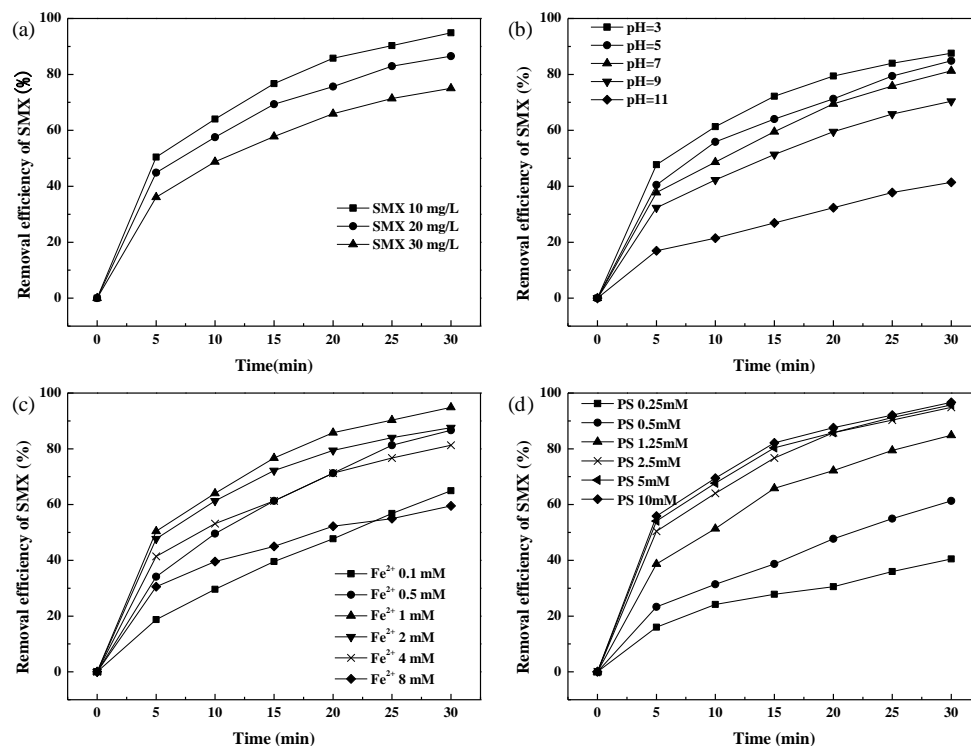 (a)
100
80
60
40
20
0
Removal efficiency of SMX (%)
SMX 10 mg/L
SMX 20 mg/L
SMX 30 mg/L
0 5 10 15 20 25 30
Time(min)
(b)
100
80
60
40
20
0
Removal efficiency of SMX (%)
pH=3
pH=5
pH=7
pH=9
pH=11
0 5 10 15 20 25 30
Time (min)
(c)
100
80
60
40
20
0
Removal efficiency of SMX (%)
Fe²⁺ 0.1 mM
Fe²⁺ 0.5 mM
Fe²⁺ 1 mM
Fe²⁺ 2 mM
Fe²⁺ 4 mM
Fe²⁺ 8 mM
0 5 10 15 20 25 30
Time (min)
(d)
100
80
60
40
20
0
Removal efficiency of SMX (%)
PS 0.25mM
PS 0.5mM
PS 1.25mM
PS 2.5mM
PS 5mM
PS 10mM
0 5 10 15 20 25 30
Time (min)